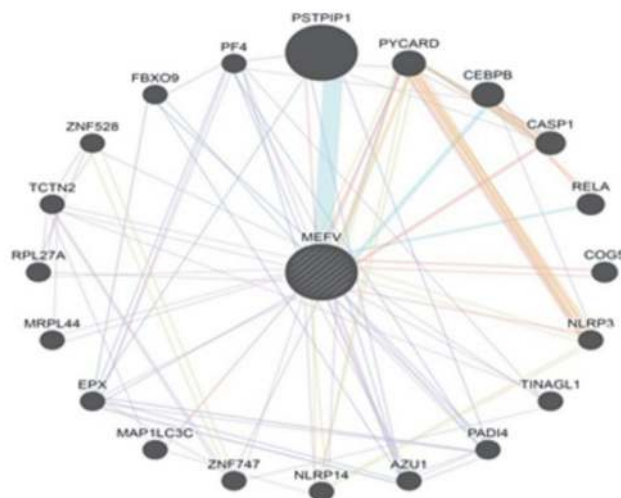 PSTPIP1
PF4
PYCARD
FBXO9
CEBPB
ZNF528
CASP1
TCTN2
RELA
MEFV
RPL27A
COG5
MRPL44
NLRP3
EPX
TINAGL1
MAP1LC3C
PADI4
ZNF747
AZU1
NLRP14